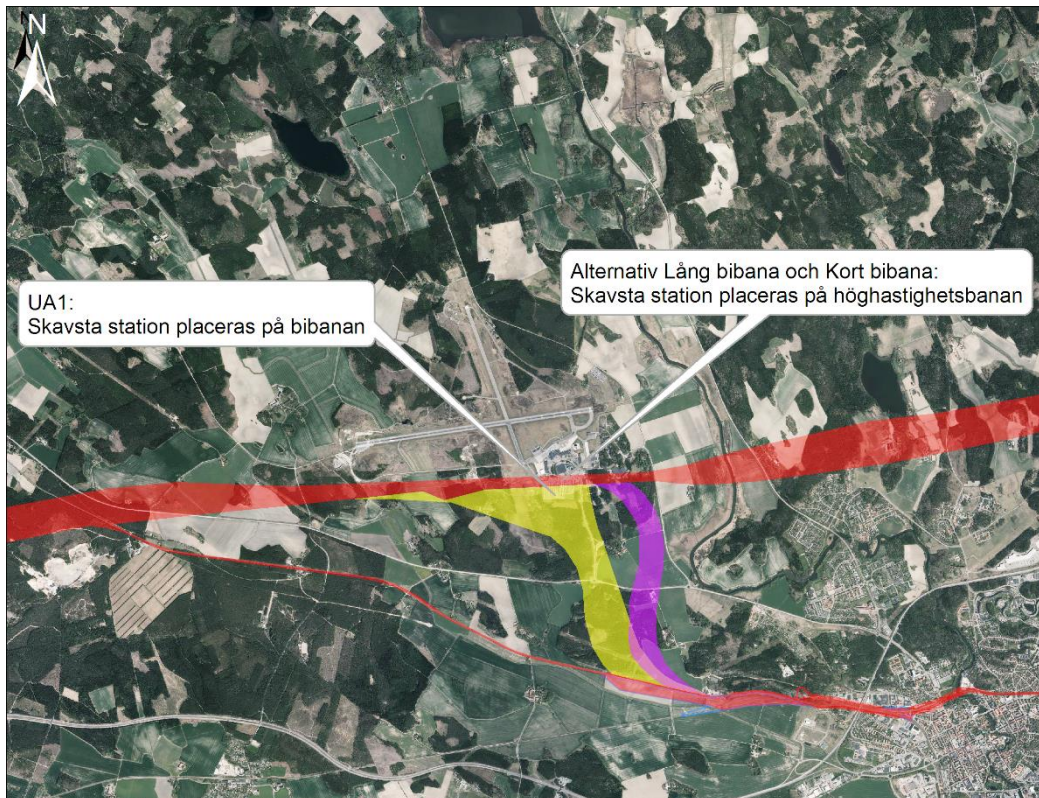 N
UA1:
Skavsta station placeras på bibanan
Alternativ Lång bibana och Kort bibana:
Skavsta station placeras på höghastighetsbanan